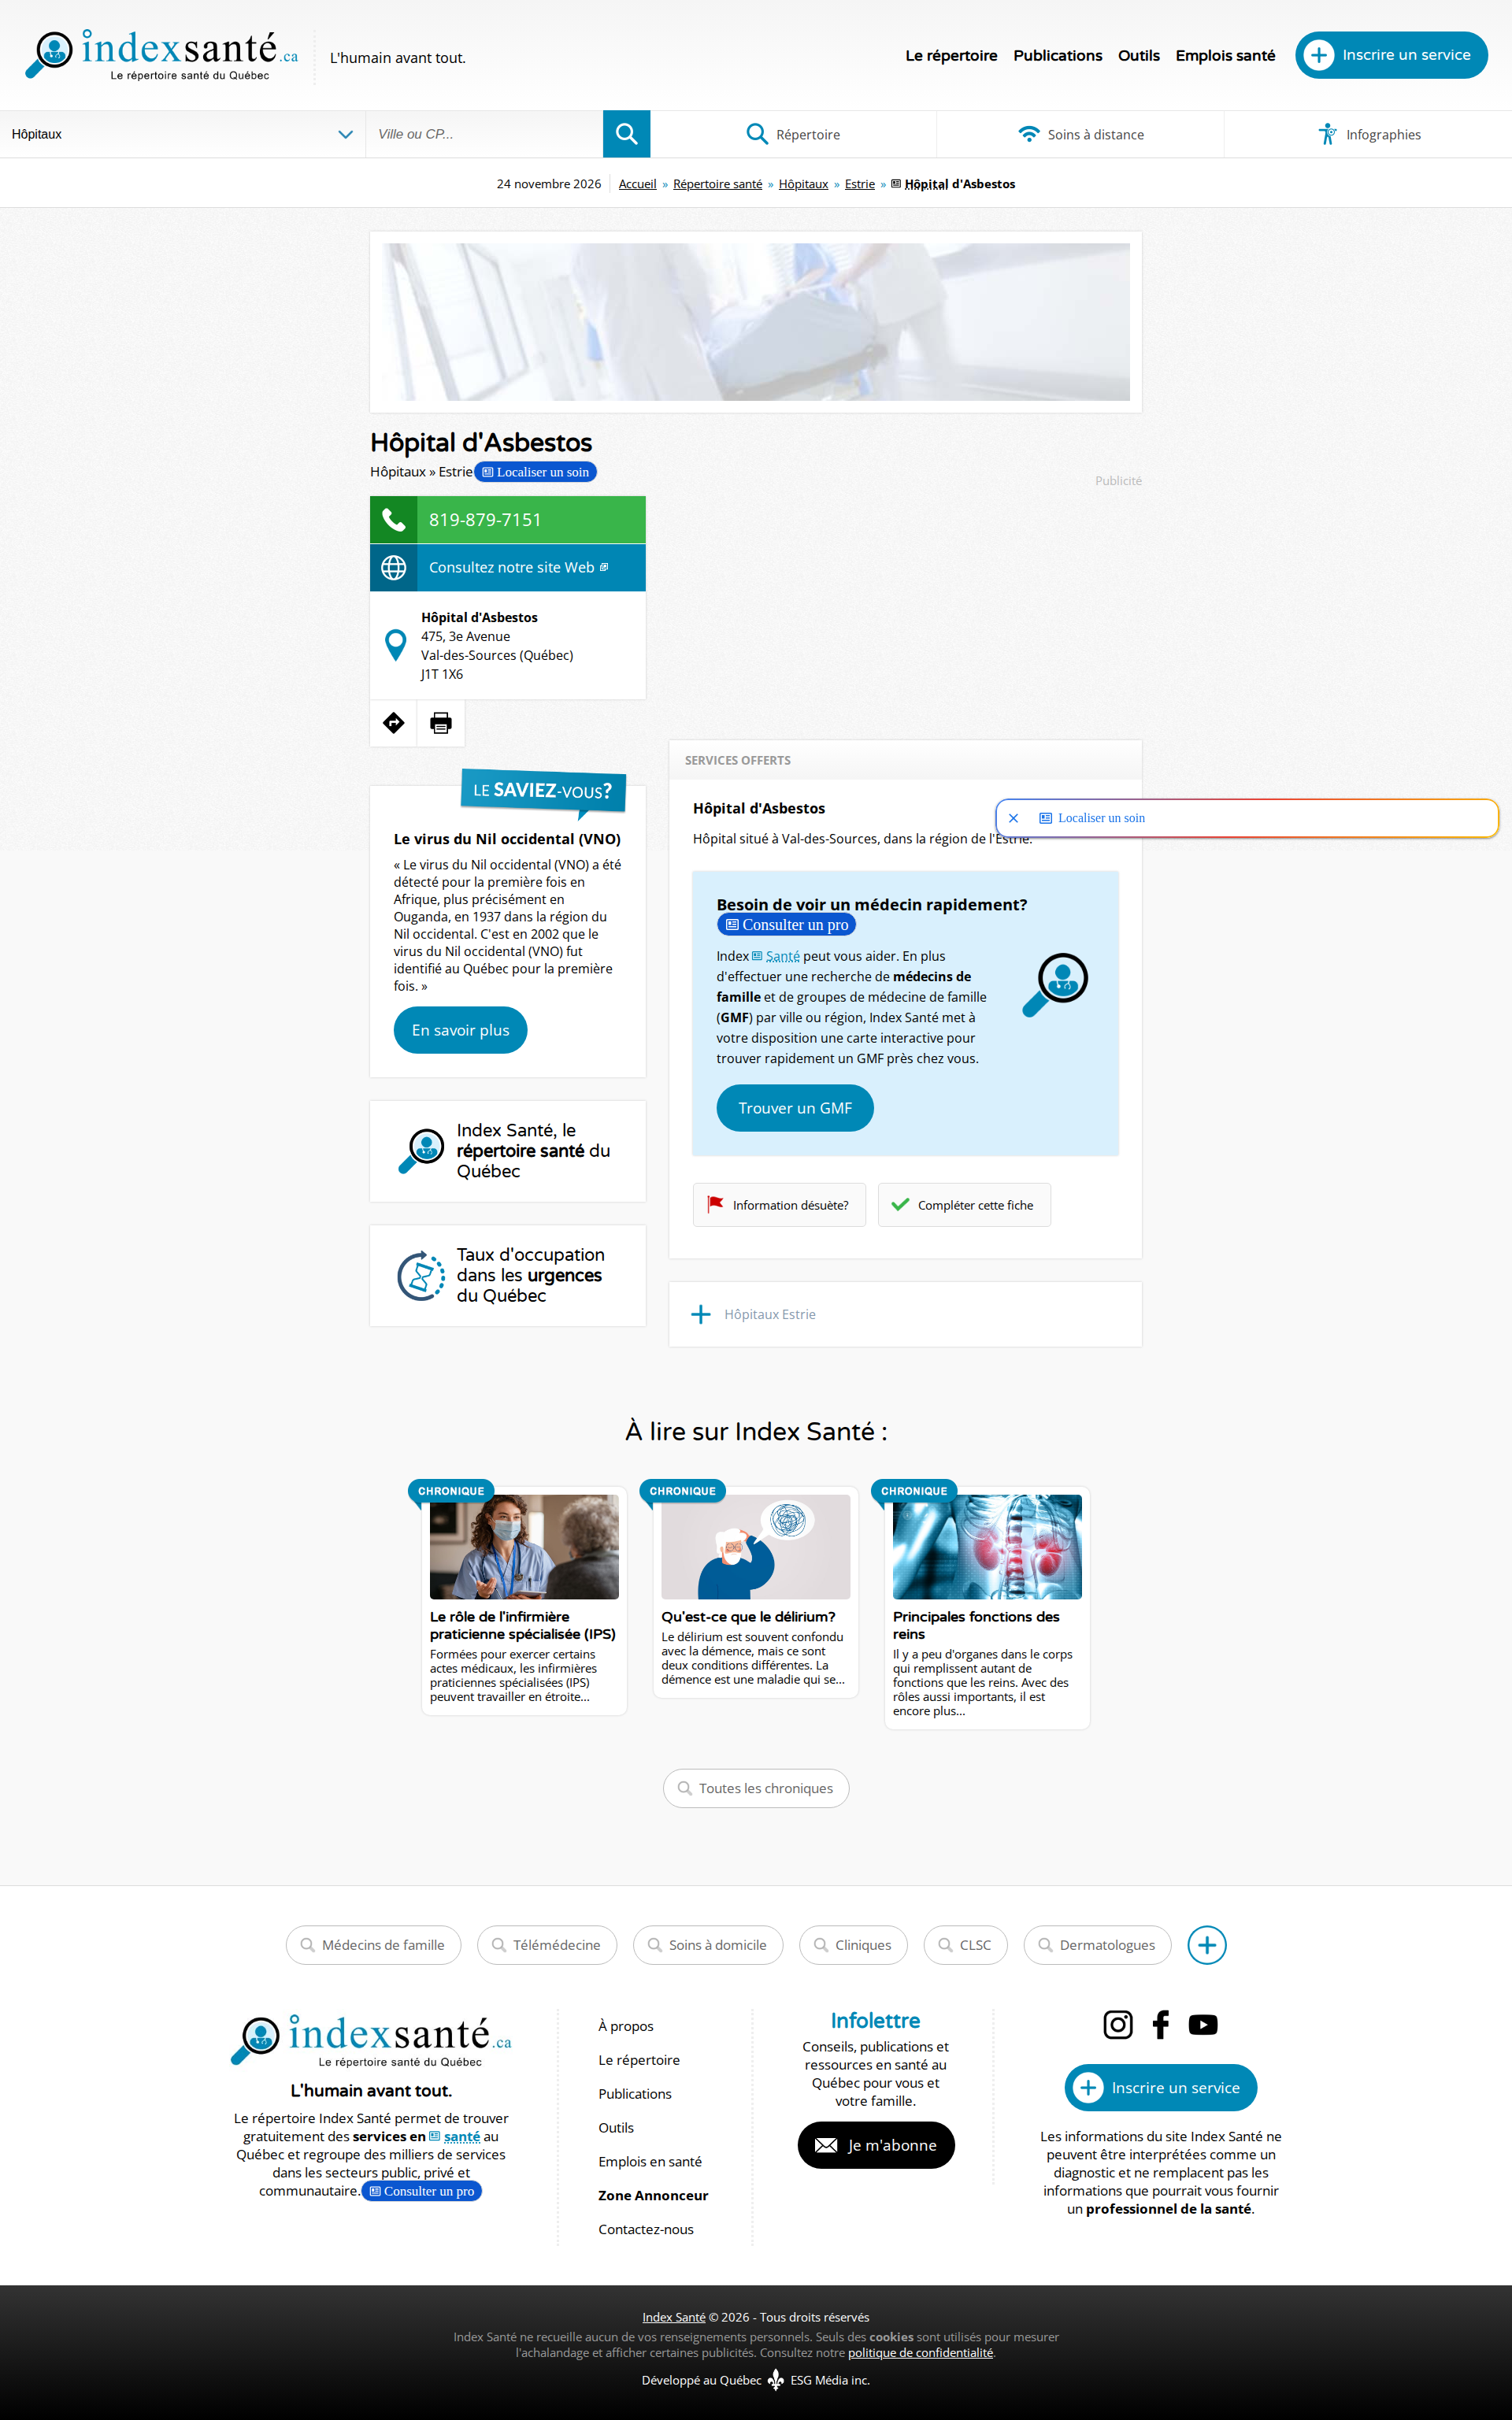 indexsanté.ca
Le répertoire santé du Québec
L'humain avant tout.
Le répertoire
Publications
Outils
Emplois santé
Inscrire un service
Hôpitaux
Ville ou CP...
Répertoire
Soins à distance
Infographies
24 novembre 2026
Accueil » Répertoire santé » Hôpitaux » Estrie » Hôpital d'Asbestos
Hôpital d'Asbestos
Hôpitaux » Estrie Localiser un soin
Publicité
819-879-7151
Consultez notre site Web
Hôpital d'Asbestos
475, 3e Avenue
Val-des-Sources (Québec)
J1T 1X6
LE SAVIEZ-VOUS?
Le virus du Nil occidental (VNO)
« Le virus du Nil occidental (VNO) a été
détecté pour la première fois en
Afrique, plus précisément en
Ouganda, en 1937 dans la région du
Nil occidental. C'est en 2002 que le
virus du Nil occidental (VNO) fut
identifié au Québec pour la première
fois. »
En savoir plus
Index Santé, le
répertoire santé du
Québec
Taux d'occupation
dans les urgences
du Québec
SERVICES OFFERTS
Hôpital d'Asbestos
Hôpital situé à Val-des-Sources, dans la région de l'Estrie.
Localiser un soin
Besoin de voir un médecin rapidement?
Consulter un pro
Index Santé peut vous aider. En plus
d'effectuer une recherche de médecins de
famille et de groupes de médecine de famille
(GMF) par ville ou région, Index Santé met à
votre disposition une carte interactive pour
trouver rapidement un GMF près chez vous.
Trouver un GMF
Information désuète?
Compléter cette fiche
Hôpitaux Estrie
À lire sur Index Santé :
CHRONIQUE
Le rôle de l'infirmière
praticienne spécialisée (IPS)
Formées pour exercer certains
actes médicaux, les infirmières
praticiennes spécialisées (IPS)
peuvent travailler en étroite...
CHRONIQUE
Qu'est-ce que le délirium?
Le délirium est souvent confondu
avec la démence, mais ce sont
deux conditions différentes. La
démence est une maladie qui se...
CHRONIQUE
Principales fonctions des
reins
Il y a peu d'organes dans le corps
qui remplissent autant de
fonctions que les reins. Avec des
rôles aussi importants, il est
encore plus...
Toutes les chroniques
Médecins de famille
Télémédecine
Soins à domicile
Cliniques
CLSC
Dermatologues
indexsanté.ca
Le répertoire santé du Québec
L'humain avant tout.
Le répertoire Index Santé permet de trouver
gratuitement des services en santé au
Québec et regroupe des milliers de services
dans les secteurs public, privé et
communautaire. Consulter un pro
À propos
Le répertoire
Publications
Outils
Emplois en santé
Zone Annonceur
Contactez-nous
Infolettre
Conseils, publications et
ressources en santé au
Québec pour vous et
votre famille.
Je m'abonne
Inscrire un service
Les informations du site Index Santé ne
peuvent être interprétées comme un
diagnostic et ne remplacent pas les
informations que pourrait vous fournir
un professionnel de la santé.
Index Santé © 2026 - Tous droits réservés
Index Santé ne recueille aucun de vos renseignements personnels. Seuls des cookies sont utilisés pour mesurer
l'achalandage et afficher certaines publicités. Consultez notre politique de confidentialité.
Développé au Québec ESG Média inc.